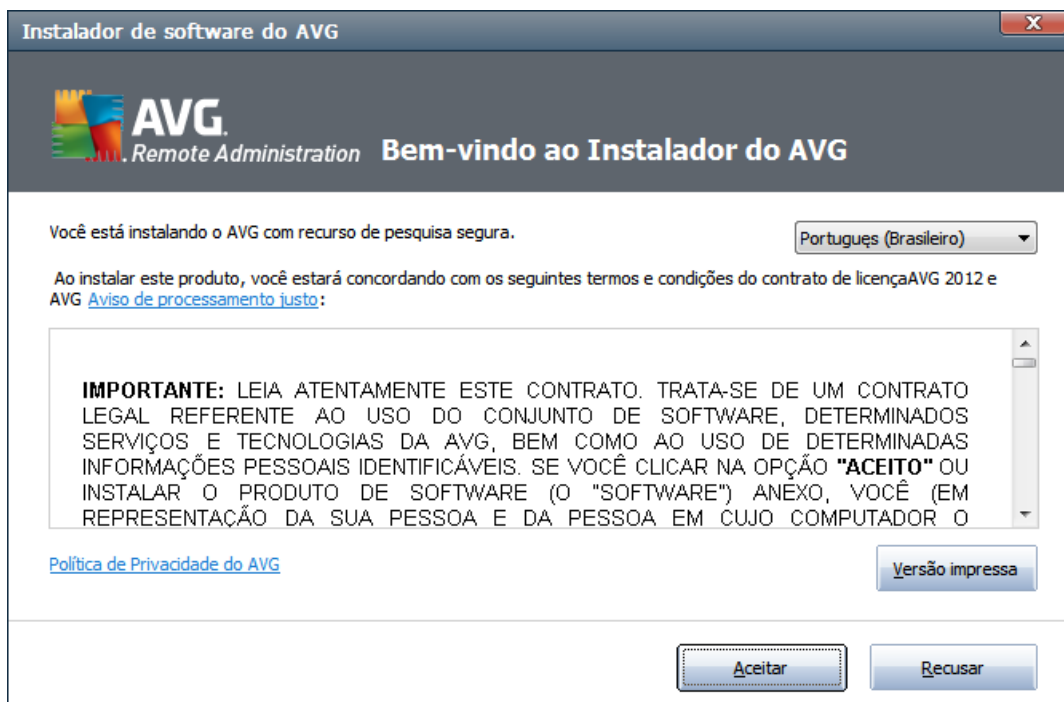 Instalador de software do AVG
X
AVG.
Remote Administration
Bem-vindo ao Instalador do AVG
Você está instalando o AVG com recurso de pesquisa segura.
Portuguęs (Brasileiro)
Ao instalar este produto, você estará concordando com os seguintes termos e condições do contrato de licençaAVG 2012 e
AVG Aviso de processamento justo:
IMPORTANTE: LEIA ATENTAMENTE ESTE CONTRATO. TRATA-SE DE UM CONTRATO
LEGAL REFERENTE AO USO DO CONJUNTO DE SOFTWARE, DETERMINADOS
SERVIÇOS E TECNOLOGIAS DA AVG, BEM COMO AO USO DE DETERMINADAS
INFORMAÇÕES PESSOAIS IDENTIFICÁVEIS. SE VOCÊ CLICAR NA OPÇÃO "ACEITO" OU
INSTALAR O PRODUTO DE SOFTWARE (O "SOFTWARE") ANEXO, VOCÊ (EM
REPRESENTAÇÃO DA SUA PESSOA E DA PESSOA EM CUJO COMPUTADOR O
Política de Privacidade do AVG
Versão impressa
Aceitar
Recusar